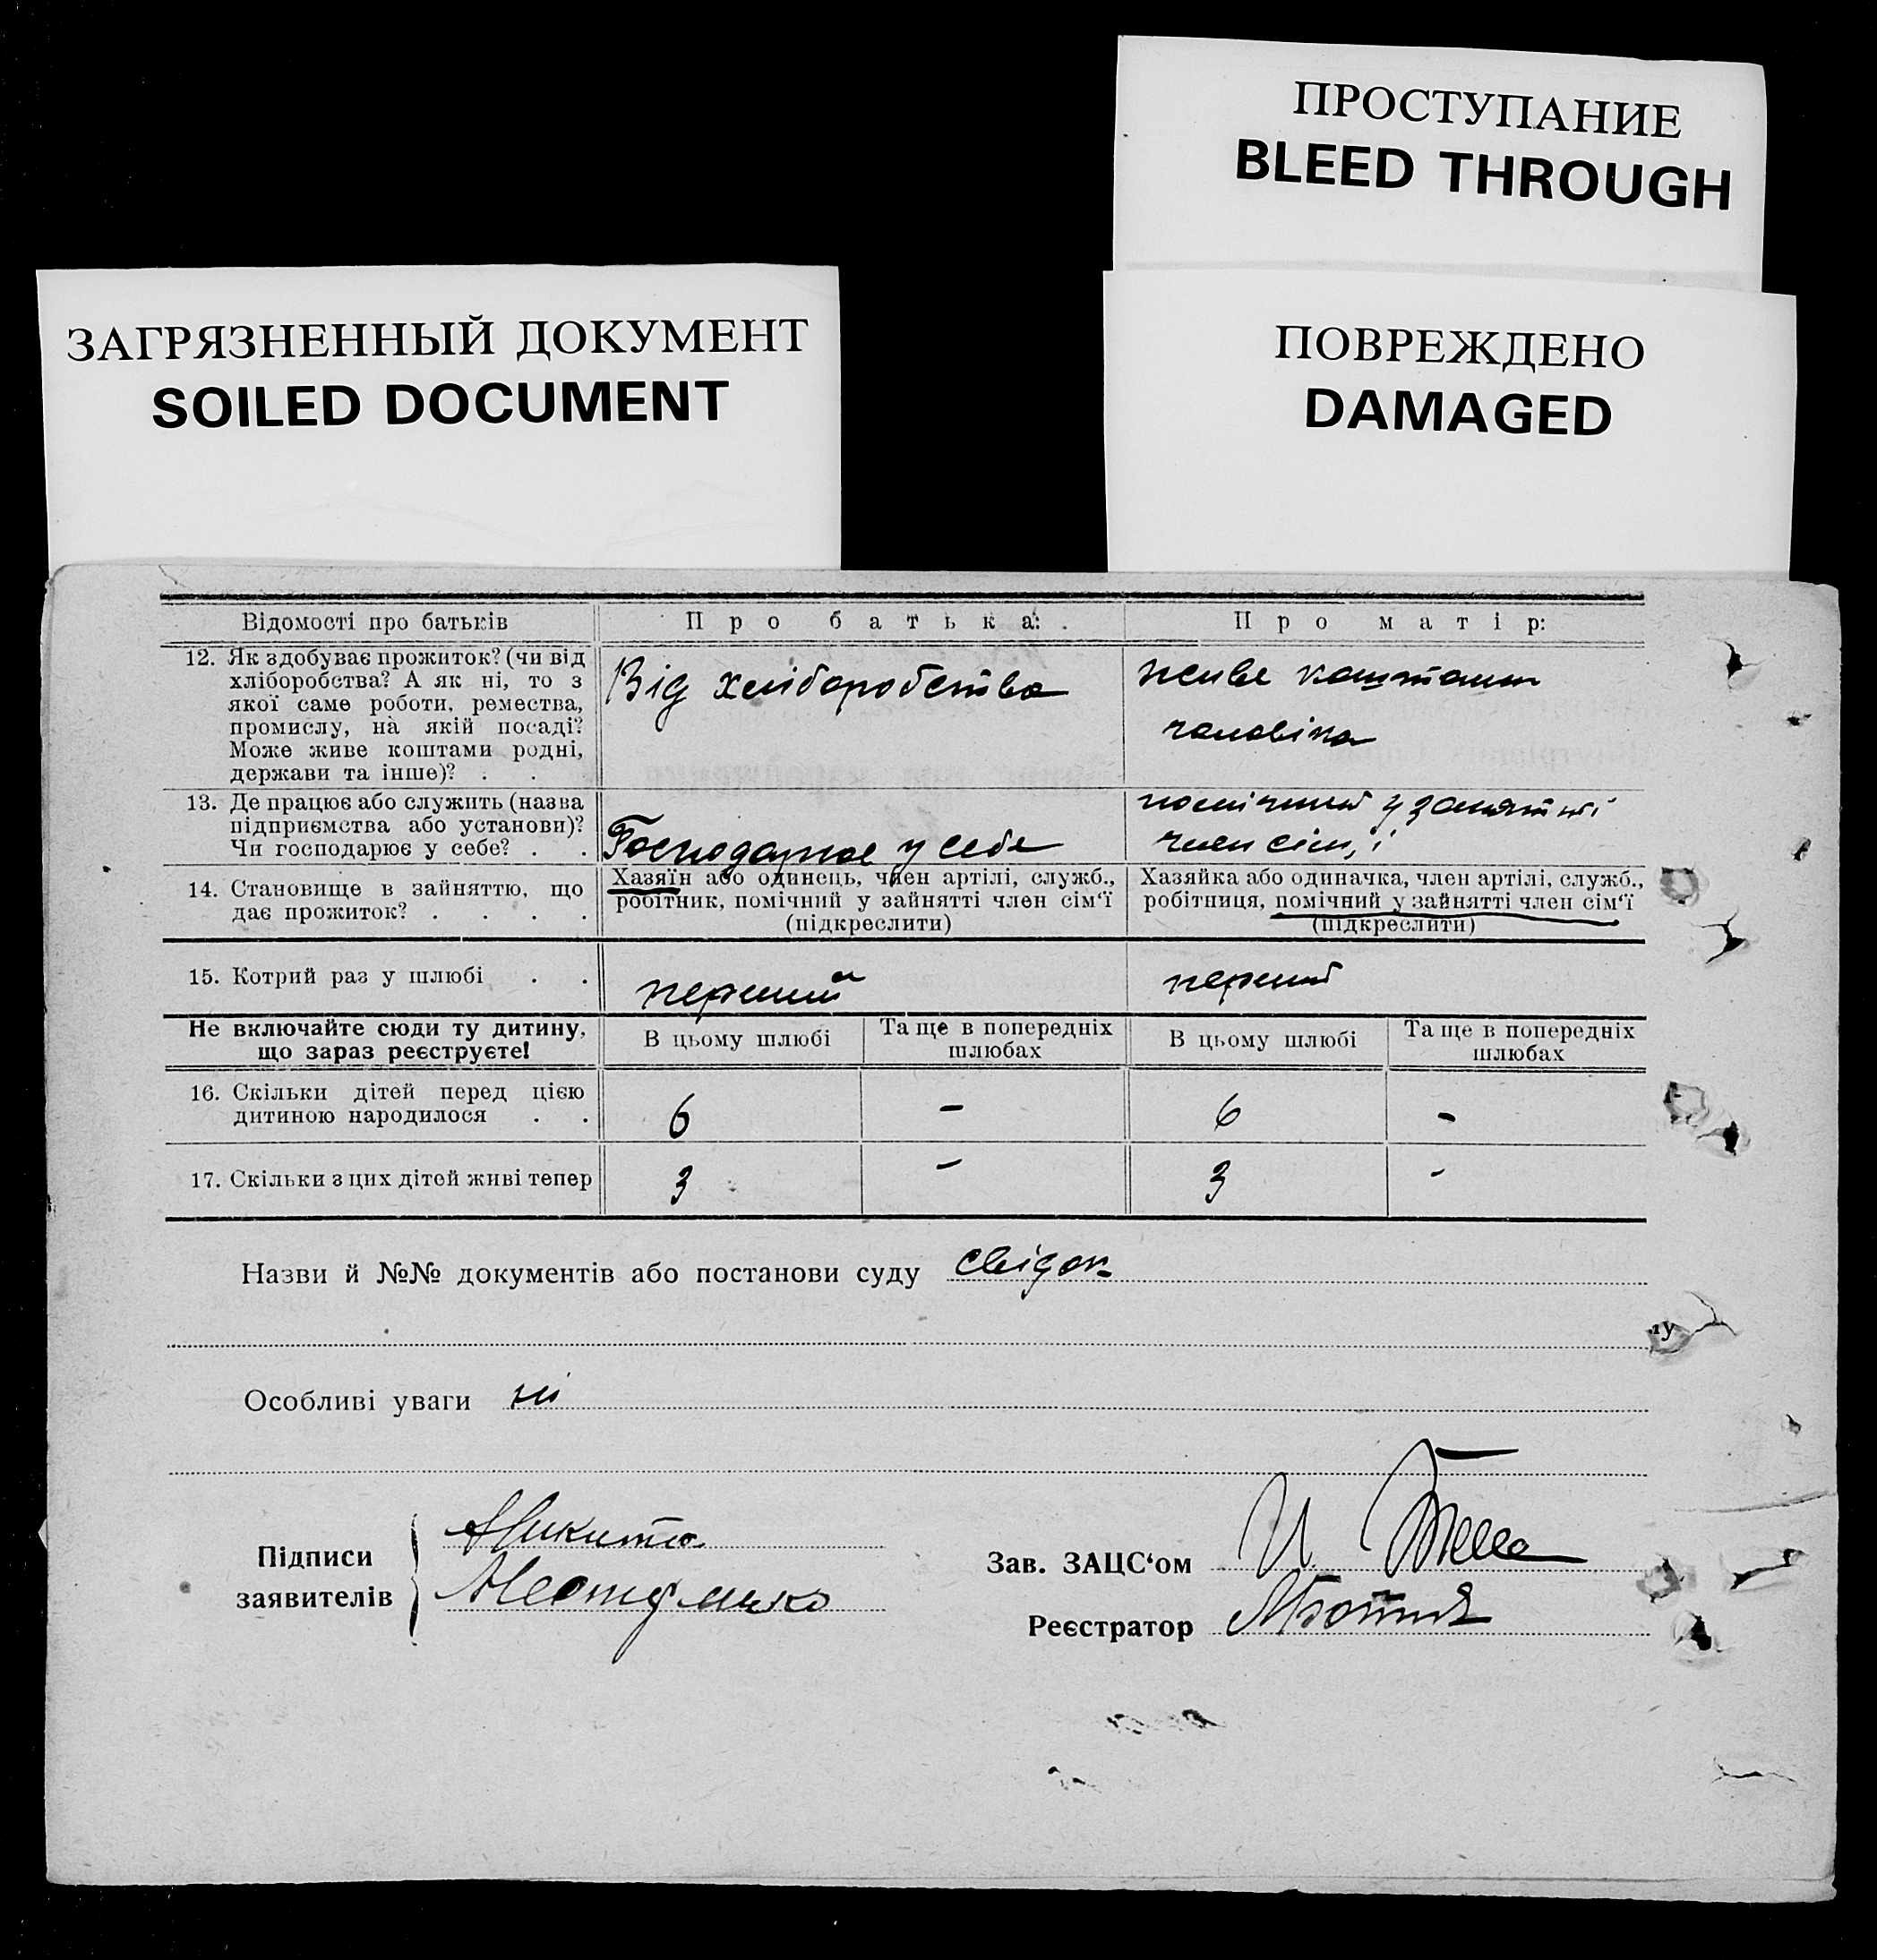 ПРОСТУПАНИЕ
BLEED THROUGH
ЗАГРЯЗНЕННЫЙ ДОКУМЕНТ
SOILED DOCUMENT
ПОВРЕЖДЕНО
DAMAGED
Відомості про батьків
Про батька:
Про матір:
12. Як здобуває прожиток? (чи від
хліборобства? А як ні, то з
якої саме роботи, ремества,
промислу, на якій посаді?
Може живе коштами родні,
держави та інше)? . .
Від хліборобства
живе коштами
чоловіка
13. Де працює або служить (назва
підприємства або установи)?
Чи господарює у себе? . .
Господарює у себе
помічний у занятті
член сім'ї
14. Становище в зайняттю, що
дає прожиток? . . . .
Хазяїн або одинець, член артілі, служб.,
робітник, помічний у зайнятті член сім‘ї
(підкреслити)
Хазяйка або одиначка, член артілі, служб.,
робітниця, помічний у зайнятті член сім‘ї
(підкреслити)
15. Котрий раз у шлюбі . .
перший
перший
Не включайте сюди ту дитину,
що зараз реєструєте!
В цьому шлюбі
Та ще в попередніх
шлюбах
В цьому шлюбі
Та ще в попередніх
шлюбах
16. Скільки дітей перед цією
дитиною народилося . .
6
-
6
-
17. Скільки з цих дітей живі тепер
3
-
3
-
Назви й №№ документів або постанови суду свідок
Особливі уваги ні
Підписи
заявителів
Микита
Зав. ЗАЦС‘ом
Реєстратор